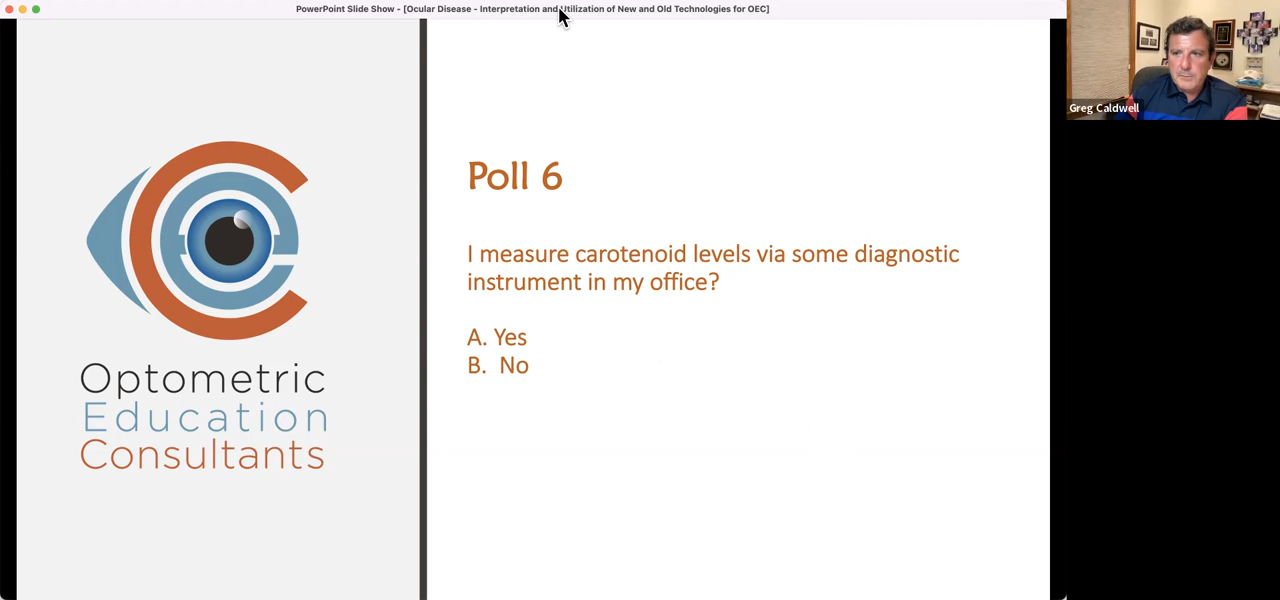 PowerPoint Slide Show - [Ocular Disease - Interpretation and Utilization of New and Old Technologies for OEC]
Greg Caldwell
Poll 6
I measure carotenoid levels via some diagnostic
instrument in my office?
A. Yes
B. No
Optometric
Education
Consultants